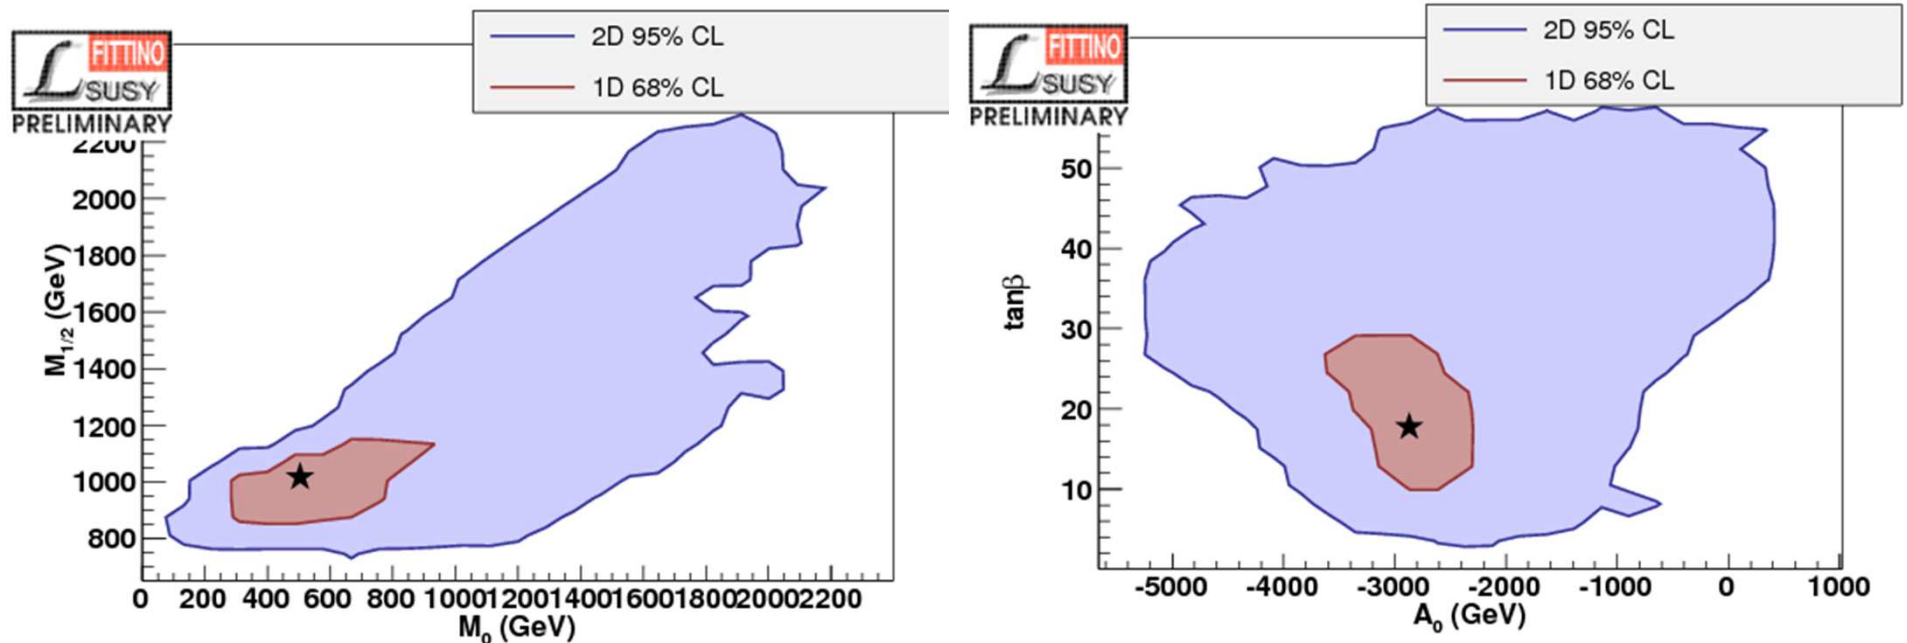 2D 95% CL
1D 68% CL
FITTINO
SUSY
PRELIMINARY
2200
2000
1800
1600
1400
1200
1000
800
M1/2 (GeV)
0 200 400 600 800 1000 1200 1400 1600 1800 2000 2200
M0 (GeV)
2D 95% CL
1D 68% CL
FITTINO
SUSY
PRELIMINARY
50
40
30
20
10
tanβ
-5000 -4000 -3000 -2000 -1000 0 1000
A0 (GeV)